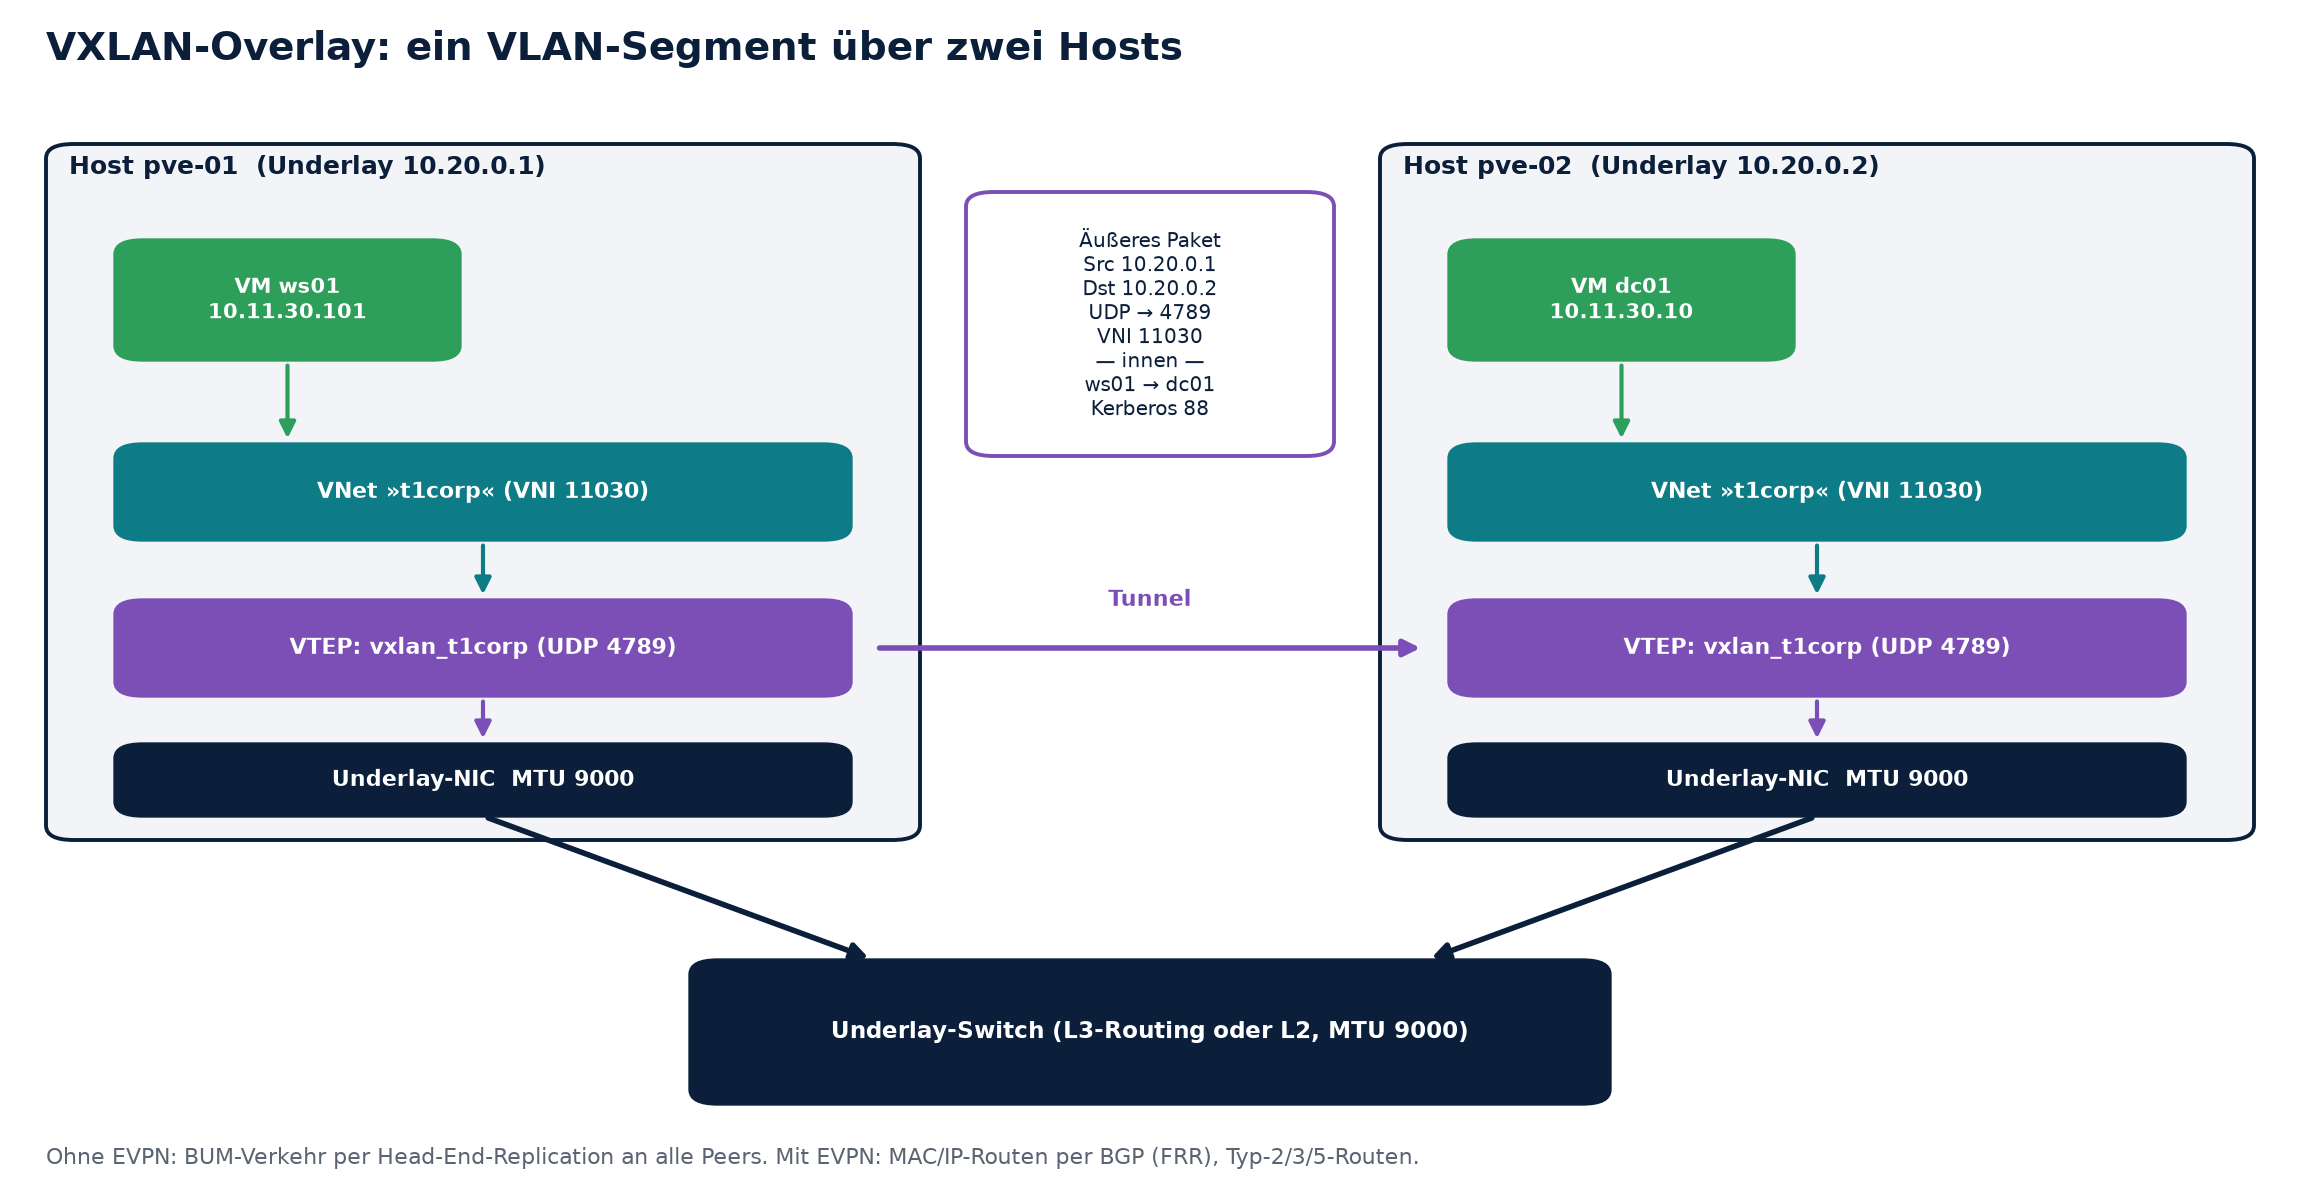 VXLAN-Overlay: ein VLAN-Segment über zwei Hosts
Host pve-01  (Underlay 10.20.0.1)
VM ws01
10.11.30.101
VNet »t1corp« (VNI 11030)
VTEP: vxlan_t1corp (UDP 4789)
Underlay-NIC  MTU 9000
Äußeres Paket
Src 10.20.0.1
Dst 10.20.0.2
UDP → 4789
VNI 11030
— innen —
ws01 → dc01
Kerberos 88
Tunnel
Host pve-02  (Underlay 10.20.0.2)
VM dc01
10.11.30.10
VNet »t1corp« (VNI 11030)
VTEP: vxlan_t1corp (UDP 4789)
Underlay-NIC  MTU 9000
Underlay-Switch (L3-Routing oder L2, MTU 9000)
Ohne EVPN: BUM-Verkehr per Head-End-Replication an alle Peers. Mit EVPN: MAC/IP-Routen per BGP (FRR), Typ-2/3/5-Routen.